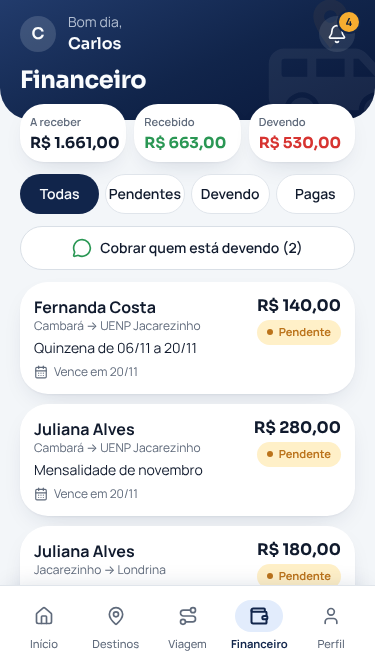 C
Bom dia,
Carlos
4
Financeiro
A receber
R$ 1.661,00
Recebido
R$ 663,00
Devendo
R$ 530,00
Todas
Pendentes
Devendo
Pagas
Cobrar quem está devendo (2)
Fernanda Costa
R$ 140,00
Cambará → UENP Jacarezinho
Pendente
Quinzena de 06/11 a 20/11
Vence em 20/11
Juliana Alves
R$ 280,00
Cambará → UENP Jacarezinho
Pendente
Mensalidade de novembro
Vence em 20/11
Juliana Alves
R$ 180,00
Jacarezinho → Londrina
Pendente
Início
Destinos
Viagem
Financeiro
Perfil